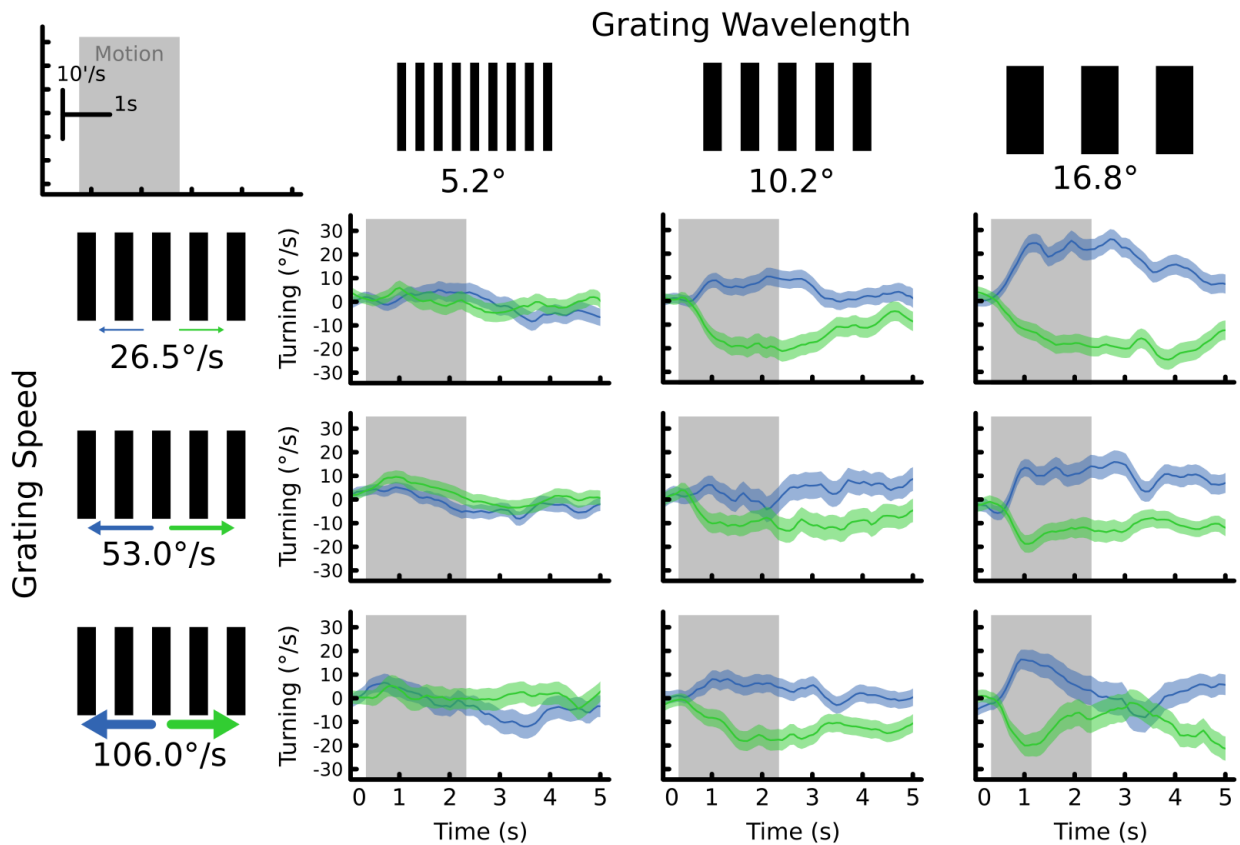 Grating Wavelength
Motion
10'/s
1s
5.2°
10.2°
16.8°
Grating Speed
26.5°/s
Turning (°/s)
30
20
10
0
-10
-20
-30
53.0°/s
Turning (°/s)
30
20
10
0
-10
-20
-30
106.0°/s
Turning (°/s)
30
20
10
0
-10
-20
-30
0 1 2 3 4 5
0 1 2 3 4 5
0 1 2 3 4 5
Time (s)
Time (s)
Time (s)